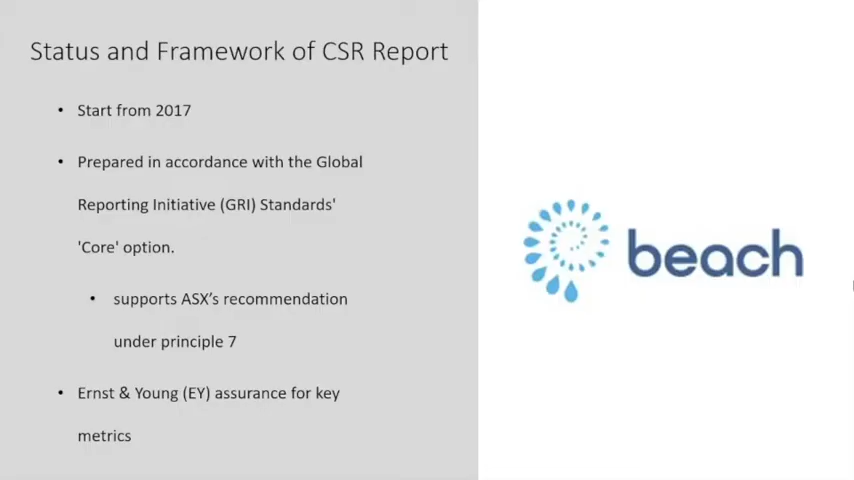 Status and Framework of CSR Report
• Start from 2017
• Prepared in accordance with the Global
Reporting Initiative (GRI) Standards'
'Core' option.
• supports ASX’s recommendation
under principle 7
• Ernst & Young (EY) assurance for key
metrics
beach